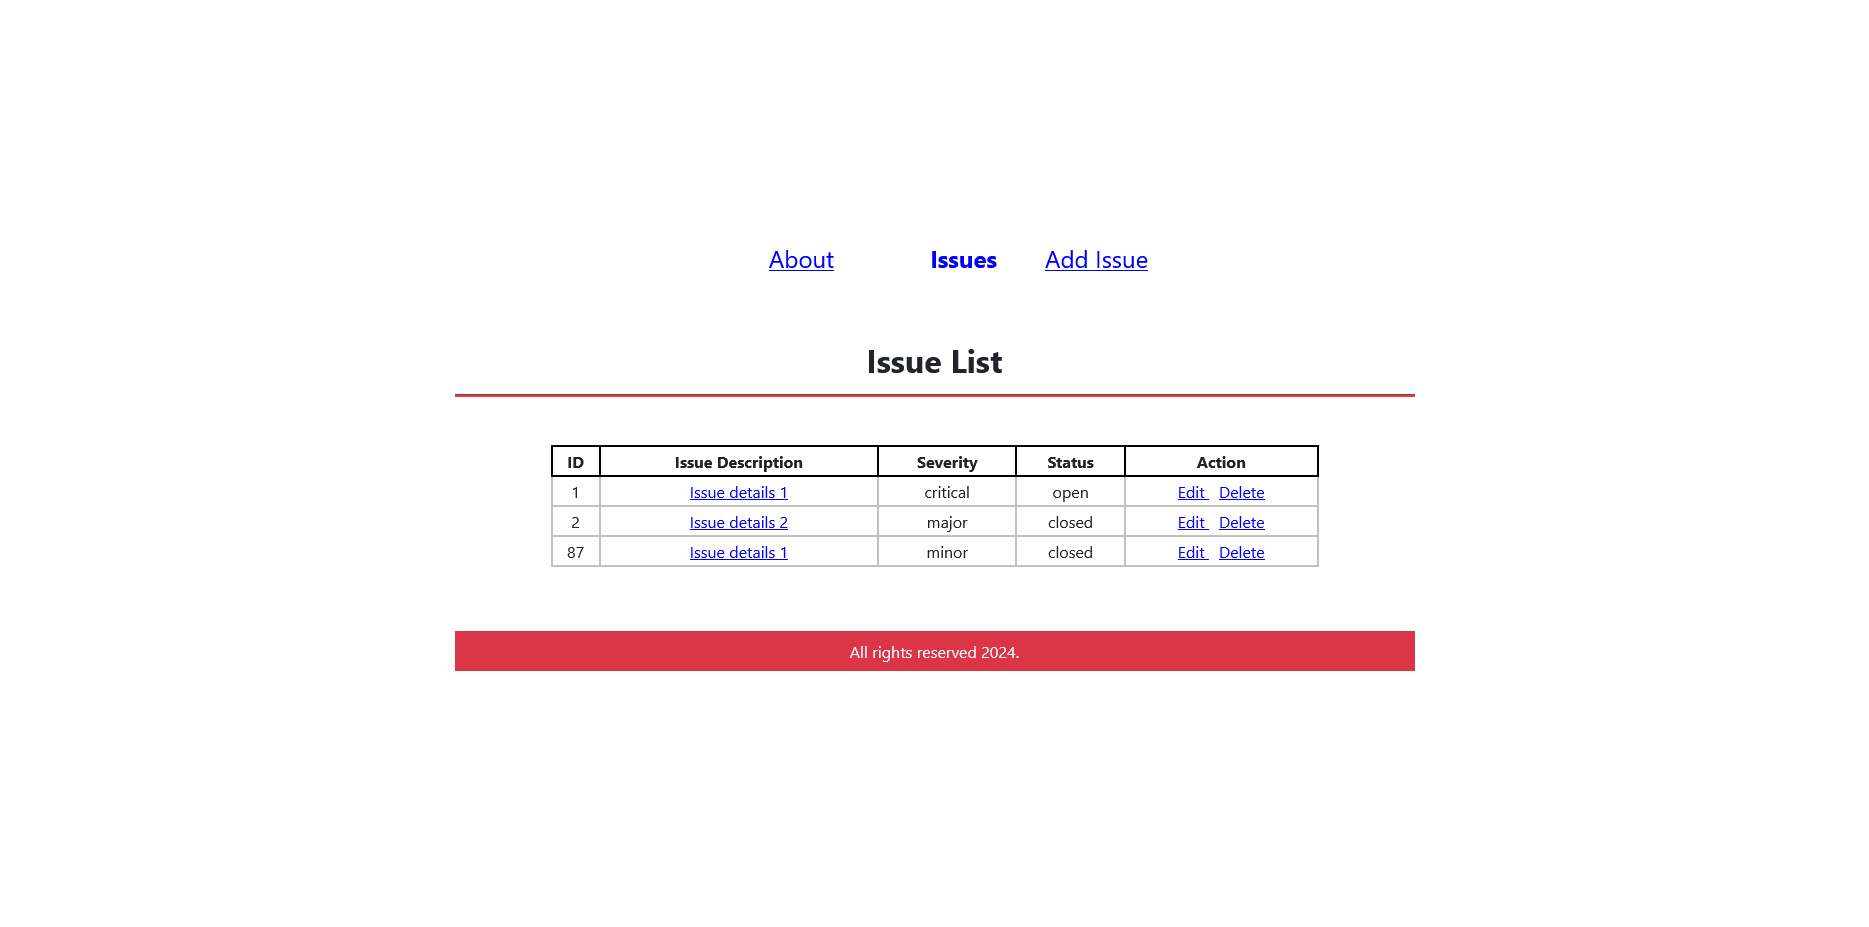 About Issues Add Issue
Issue List
ID Issue Description Severity Status Action
1 Issue details 1 critical open Edit Delete
2 Issue details 2 major closed Edit Delete
87 Issue details 1 minor closed Edit Delete
All rights reserved 2024.